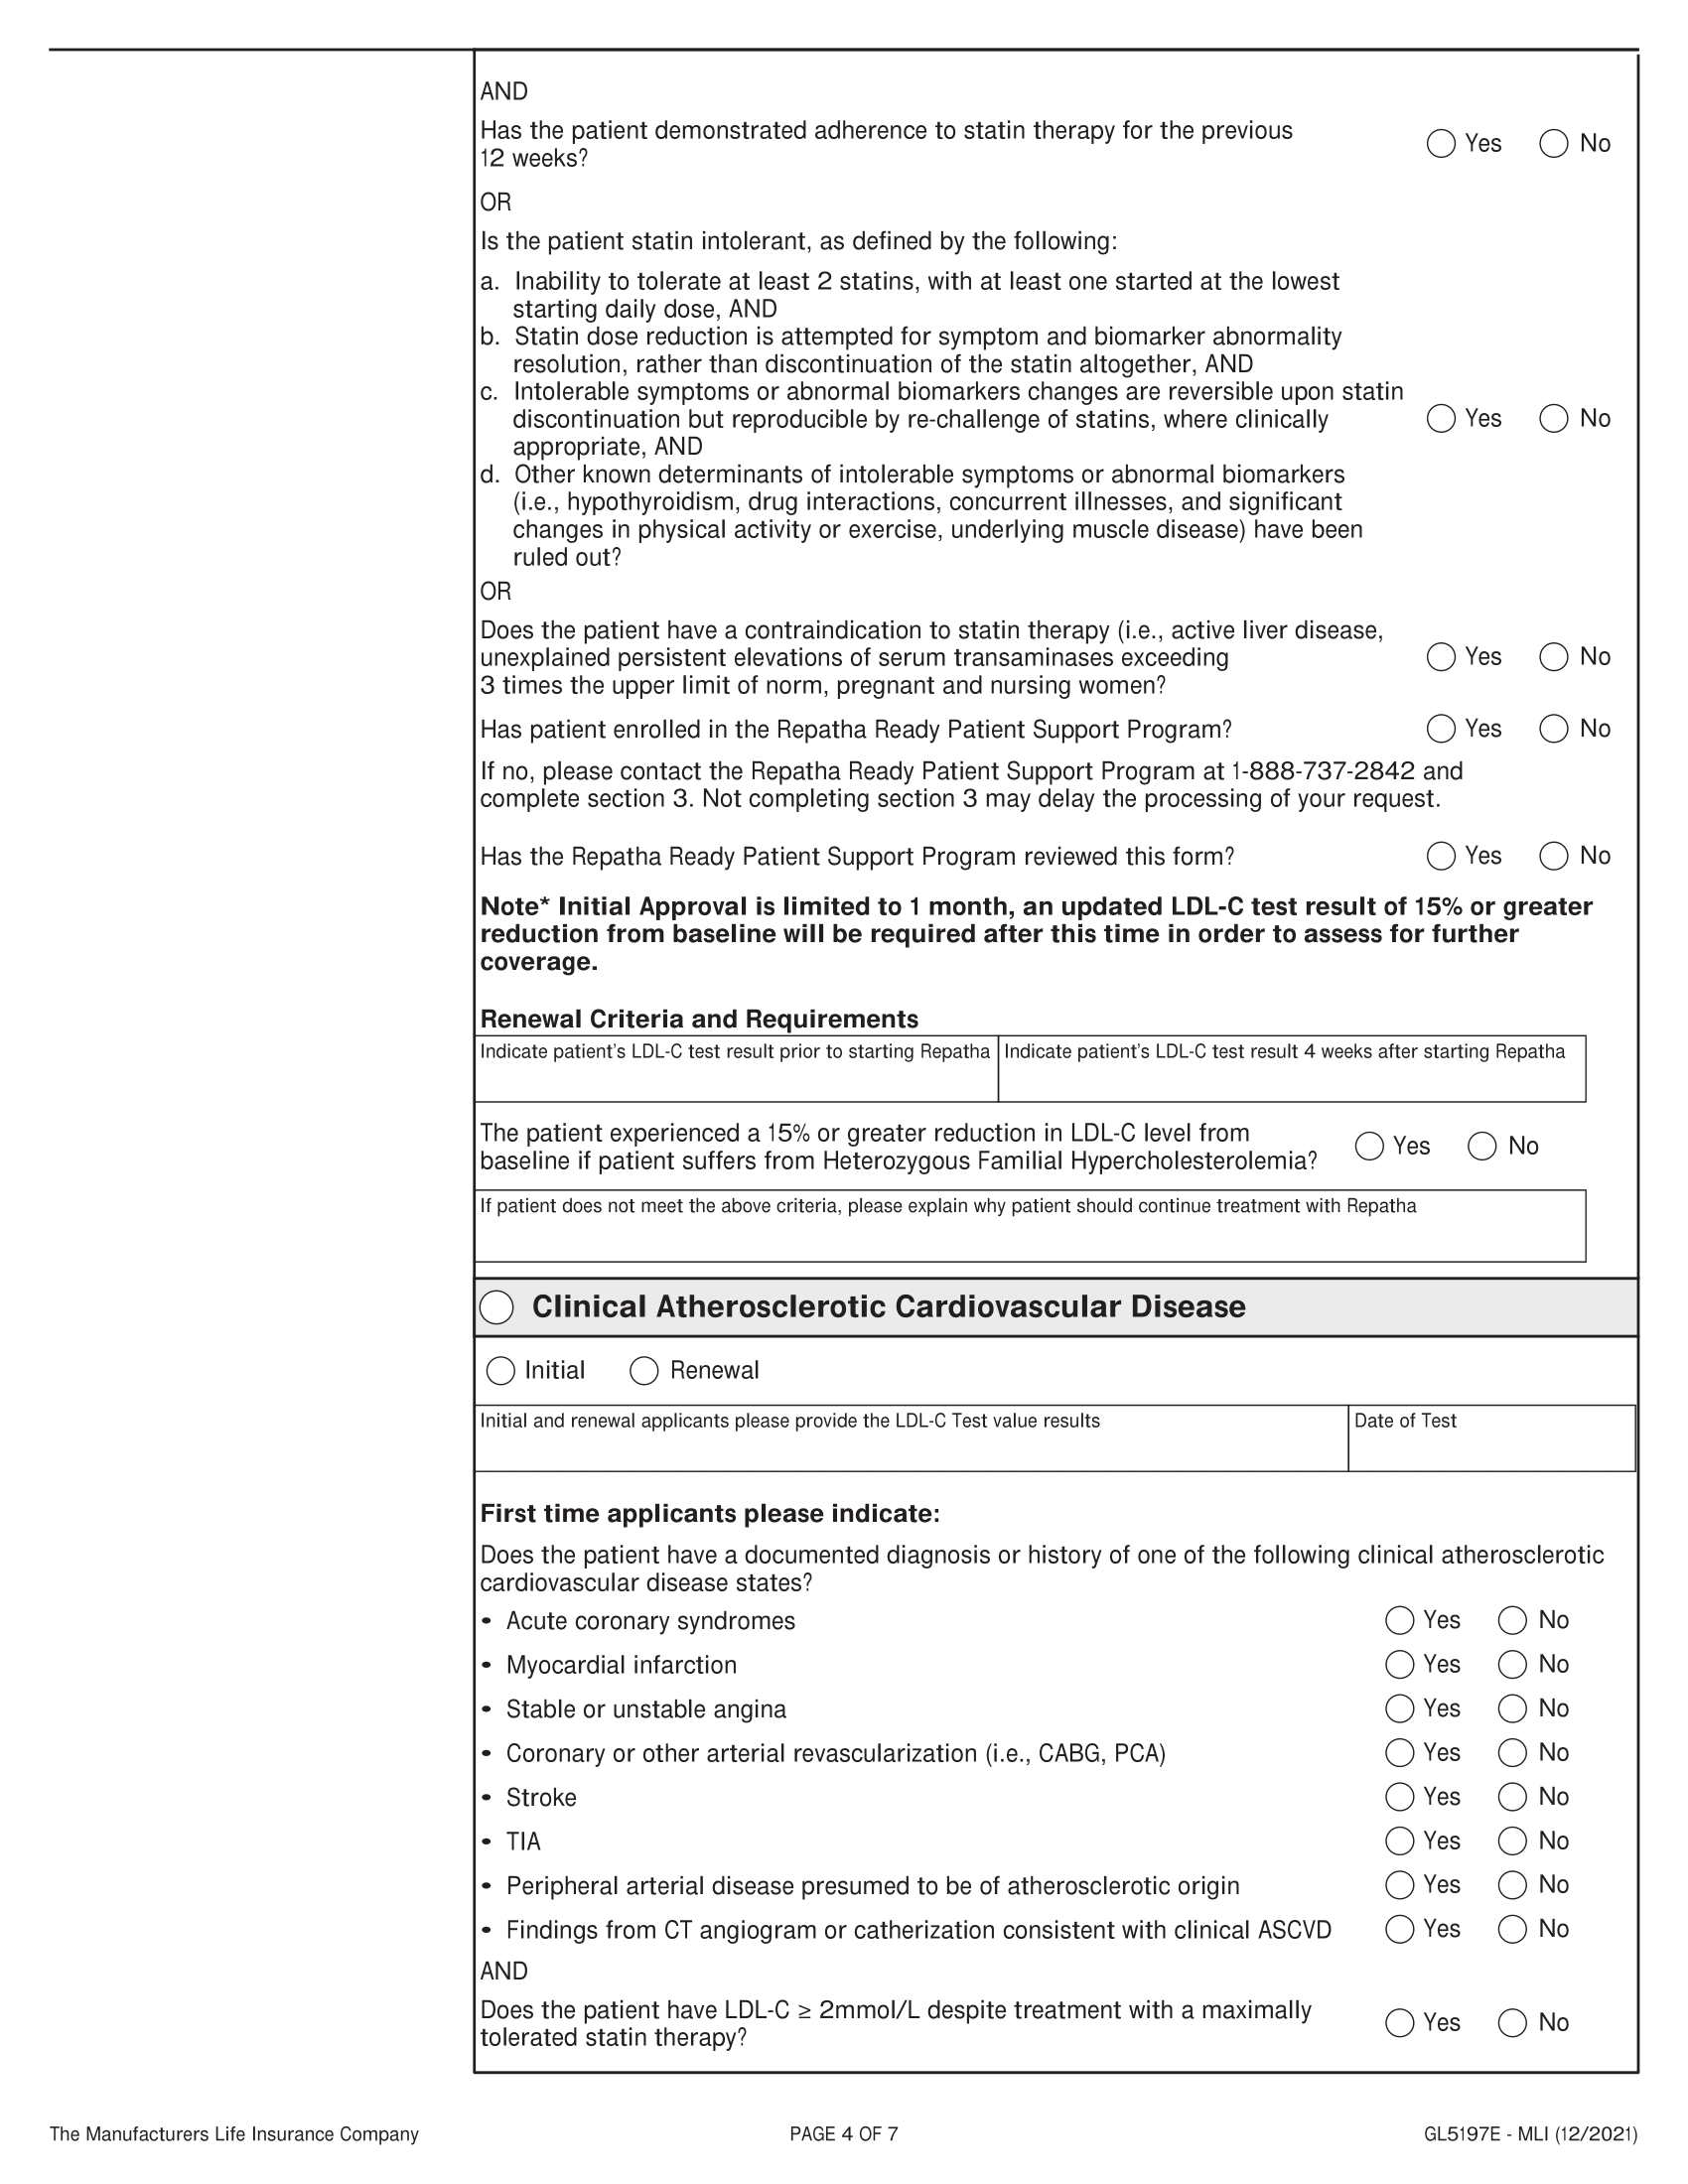 AND
Has the patient demonstrated adherence to statin therapy for the previous
12 weeks?
Yes No
OR
Is the patient statin intolerant, as defined by the following:
a. Inability to tolerate at least 2 statins, with at least one started at the lowest
starting daily dose, AND
b. Statin dose reduction is attempted for symptom and biomarker abnormality
resolution, rather than discontinuation of the statin altogether, AND
c. Intolerable symptoms or abnormal biomarkers changes are reversible upon statin
discontinuation but reproducible by re-challenge of statins, where clinically
appropriate, AND
Yes No
d. Other known determinants of intolerable symptoms or abnormal biomarkers
(i.e., hypothyroidism, drug interactions, concurrent illnesses, and significant
changes in physical activity or exercise, underlying muscle disease) have been
ruled out?
OR
Does the patient have a contraindication to statin therapy (i.e., active liver disease,
unexplained persistent elevations of serum transaminases exceeding
3 times the upper limit of norm, pregnant and nursing women?
Yes No
Has patient enrolled in the Repatha Ready Patient Support Program? Yes No
If no, please contact the Repatha Ready Patient Support Program at 1-888-737-2842 and
complete section 3. Not completing section 3 may delay the processing of your request.
Has the Repatha Ready Patient Support Program reviewed this form? Yes No
Note* Initial Approval is limited to 1 month, an updated LDL-C test result of 15% or greater
reduction from baseline will be required after this time in order to assess for further
coverage.
Renewal Criteria and Requirements
Indicate patient's LDL-C test result prior to starting Repatha
Indicate patient's LDL-C test result 4 weeks after starting Repatha
The patient experienced a 15% or greater reduction in LDL-C level from
baseline if patient suffers from Heterozygous Familial Hypercholesterolemia?
Yes No
If patient does not meet the above criteria, please explain why patient should continue treatment with Repatha
Clinical Atherosclerotic Cardiovascular Disease
Initial Renewal
Initial and renewal applicants please provide the LDL-C Test value results
Date of Test
First time applicants please indicate:
Does the patient have a documented diagnosis or history of one of the following clinical atherosclerotic
cardiovascular disease states?
• Acute coronary syndromes Yes No
• Myocardial infarction Yes No
• Stable or unstable angina Yes No
• Coronary or other arterial revascularization (i.e., CABG, PCA) Yes No
• Stroke Yes No
• TIA Yes No
• Peripheral arterial disease presumed to be of atherosclerotic origin Yes No
• Findings from CT angiogram or catherization consistent with clinical ASCVD Yes No
AND
Does the patient have LDL-C ≥ 2mmol/L despite treatment with a maximally
tolerated statin therapy?
Yes No
The Manufacturers Life Insurance Company
PAGE 4 OF 7
GL5197E - MLI (12/2021)